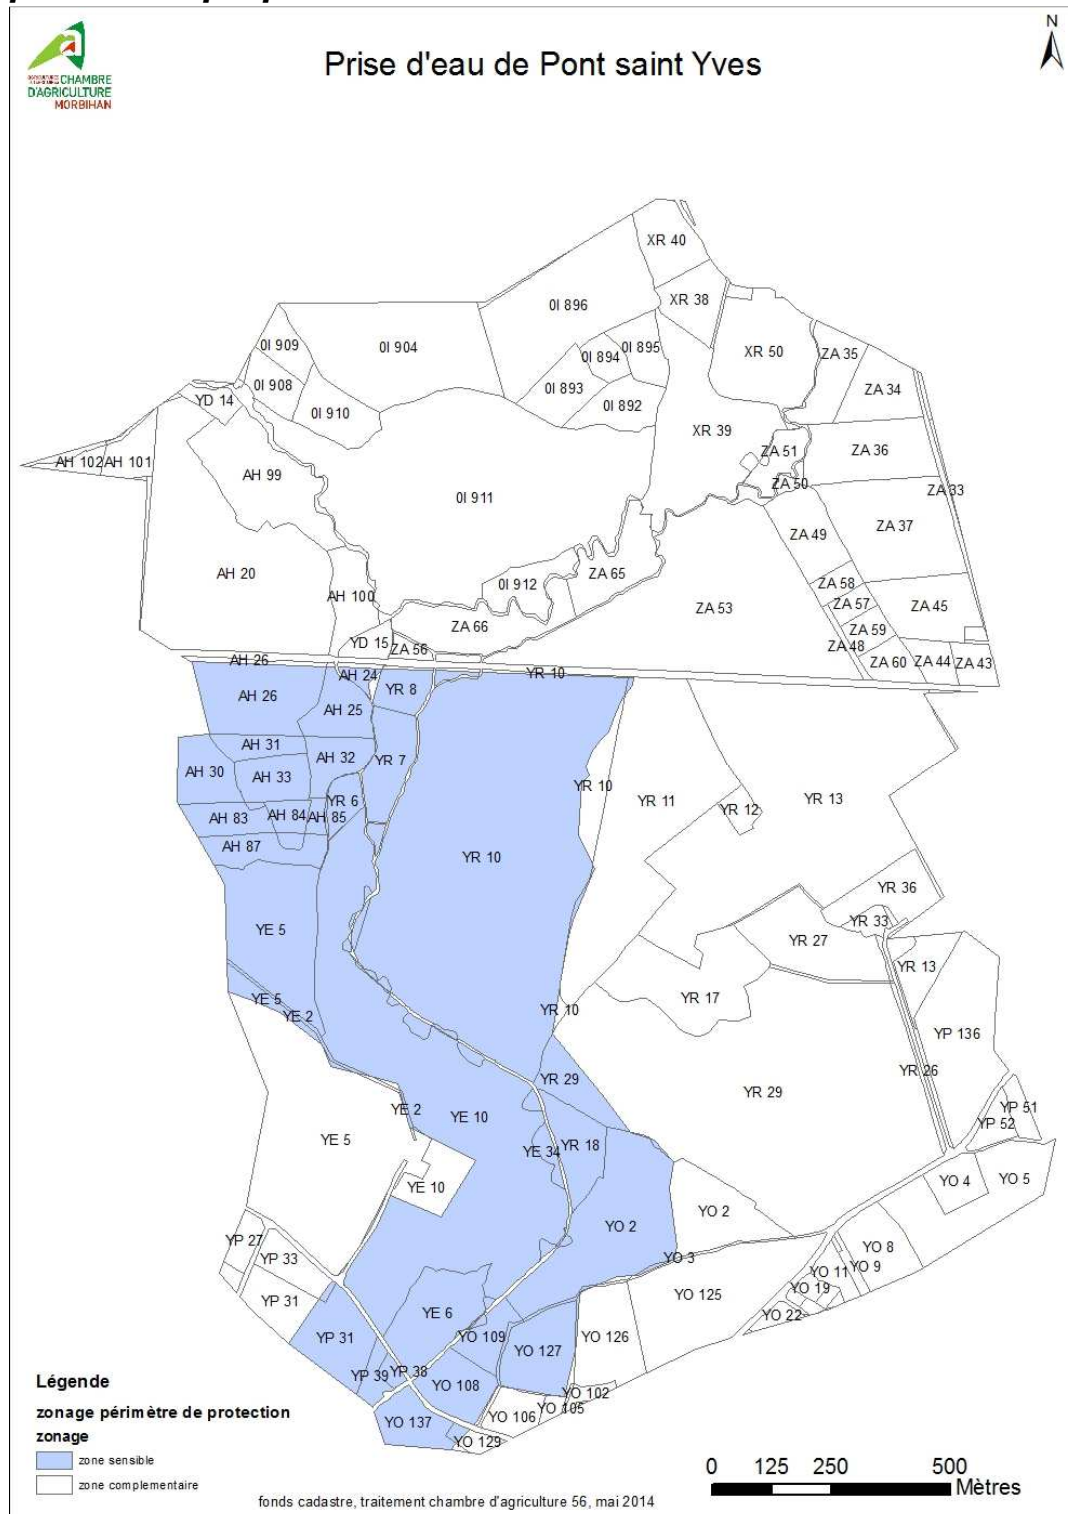 N
CHAMBRE
D'AGRICULTURE
MORBIHAN
Prise d'eau de Pont saint Yves
XR 40
XR 38
0I 896
0I 909
0I 904
0I 895
0I 894
XR 50
ZA 35
0I 908
0I 893
ZA 34
YD 14
0I 910
0I 892
XR 39
AH 102
AH 101
AH 99
ZA 51
ZA 36
ZA 50
ZA 33
0I 911
ZA 49
ZA 37
AH 20
0I 912
ZA 65
ZA 58
AH 100
ZA 53
ZA 57
ZA 45
ZA 66
ZA 59
YD 15
ZA 56
ZA 48
ZA 60
ZA 44
ZA 43
AH 26
AH 24
YR 10
AH 26
YR 8
AH 25
AH 31
AH 32
YR 7
AH 30
AH 33
YR 10
YR 11
YR 13
YR 6
YR 12
AH 83
AH 84
AH 85
AH 87
YR 10
YR 36
YR 33
YE 5
YR 27
YR 13
YE 5
YE 2
YR 10
YR 17
YP 136
YR 29
YR 29
YR 26
YE 2
YE 10
YP 51
YP 52
YE 5
YE 34
YR 18
YE 10
YO 4
YO 5
YO 2
YO 2
YP 27
YP 33
YO 3
YO 8
YO 9
YO 11
YP 31
YO 125
YO 19
YE 6
YO 22
YP 31
YO 109
YO 127
YO 126
YP 39
YP 38
YO 108
YO 102
YO 105
YO 106
YO 137
YO 129
Légende
zonage périmètre de protection
zonage
zone sensible
zone complementaire
0 125 250 500
Mètres
fonds cadastre, traitement chambre d'agriculture 56, mai 2014